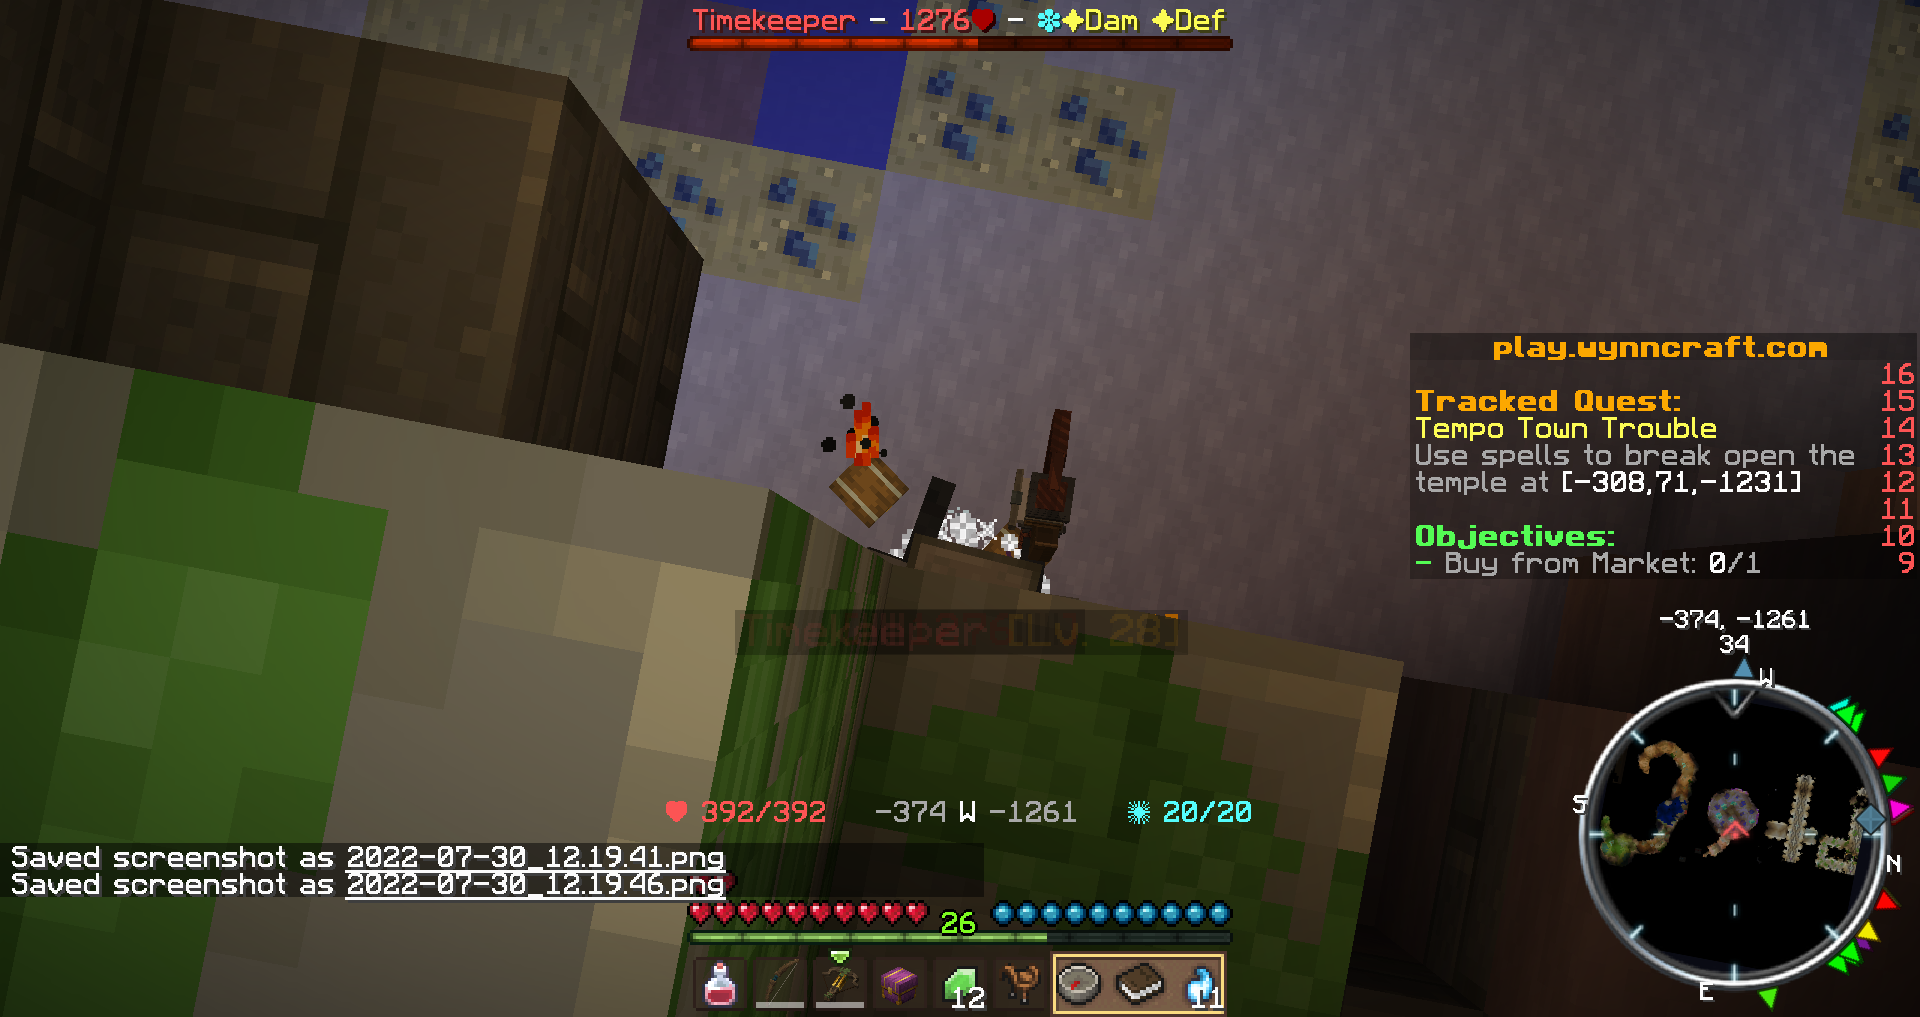 Timekeeper - 1276❤ - ❄✦Dam ✦Def
play.wynncraft.com
16
Tracked Quest: 15
Tempo Town Trouble 14
Use spells to break open the 13
temple at [-308,71,-1231] 12
11
Objectives: 10
- Buy from Market: 0/1 9
-374, -1261
34
W
S
N
E
Timekeeper [Lv. 28]
392/392 -374 W -1261 20/20
Saved screenshot as 2022-07-30_12.19.41.png
Saved screenshot as 2022-07-30_12.19.46.png
26
12
11